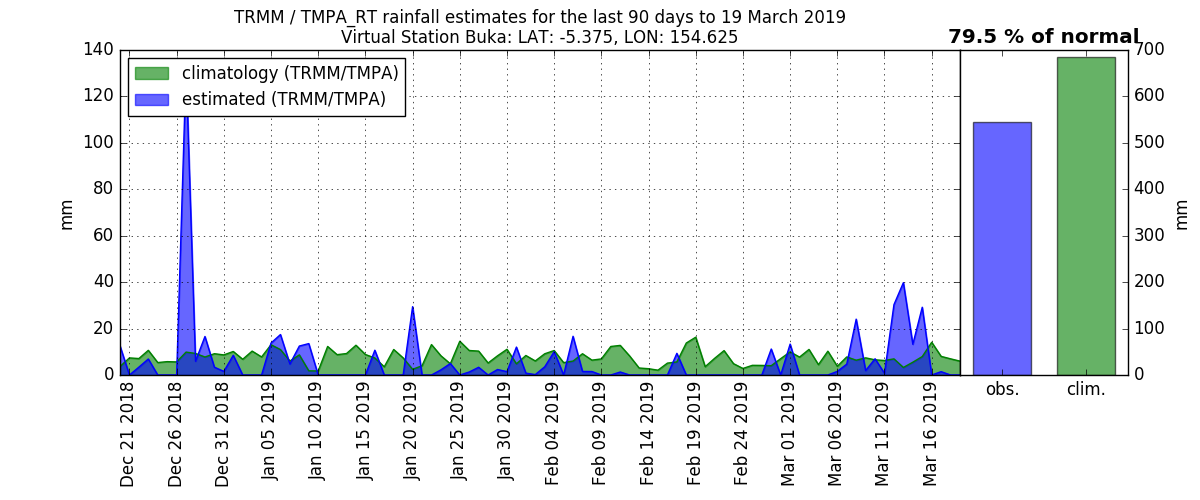 TRMM / TMPA_RT rainfall estimates for the last 90 days to 19 March 2019
Virtual Station Buka: LAT: -5.375, LON: 154.625
79.5 % of normal
climatology (TRMM/TMPA)
estimated (TRMM/TMPA)
140
120
100
80
60
40
20
0
mm
700
600
500
400
300
200
100
0
mm
Dec 21 2018
Dec 26 2018
Dec 31 2018
Jan 05 2019
Jan 10 2019
Jan 15 2019
Jan 20 2019
Jan 25 2019
Jan 30 2019
Feb 04 2019
Feb 09 2019
Feb 14 2019
Feb 19 2019
Feb 24 2019
Mar 01 2019
Mar 06 2019
Mar 11 2019
Mar 16 2019
obs.
clim.